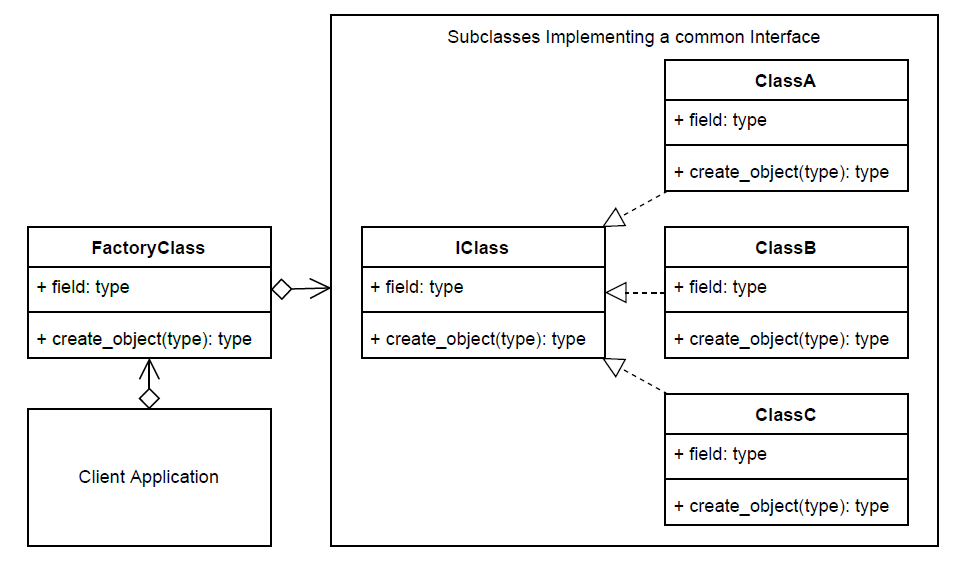 Subclasses Implementing a common Interface
ClassA
+ field: type
+ create_object(type): type
FactoryClass
+ field: type
+ create_object(type): type
IClass
+ field: type
+ create_object(type): type
ClassB
+ field: type
+ create_object(type): type
Client Application
ClassC
+ field: type
+ create_object(type): type